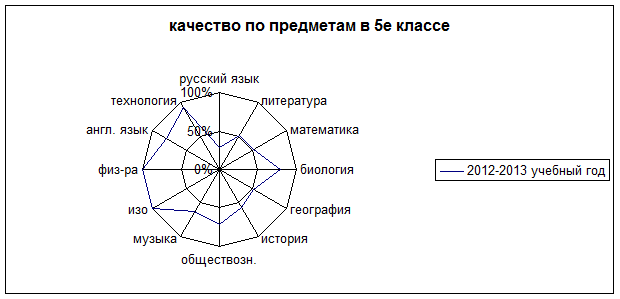 качество по предметам в 5е классе
русский язык
литература
математика
биология
география
история
обществозн.
музыка
изо
физ-ра
англ. язык
технология
100%
50%
0%
2012-2013 учебный год